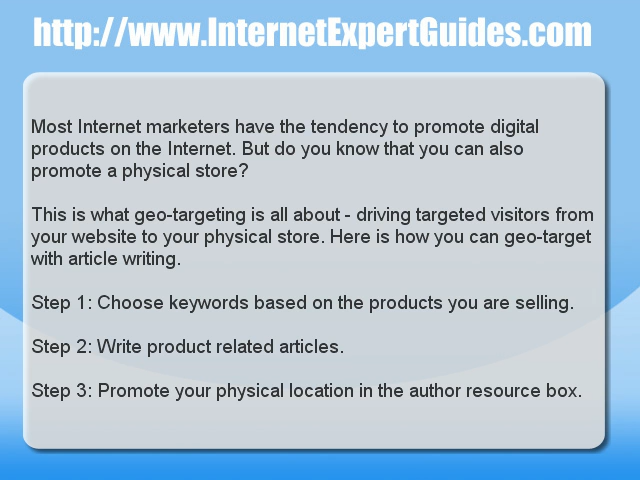 http://www.InternetExpertGuides.com
Most Internet marketers have the tendency to promote digital
products on the Internet. But do you know that you can also
promote a physical store?
This is what geo-targeting is all about - driving targeted visitors from
your website to your physical store. Here is how you can geo-target
with article writing.
Step 1: Choose keywords based on the products you are selling.
Step 2: Write product related articles.
Step 3: Promote your physical location in the author resource box.